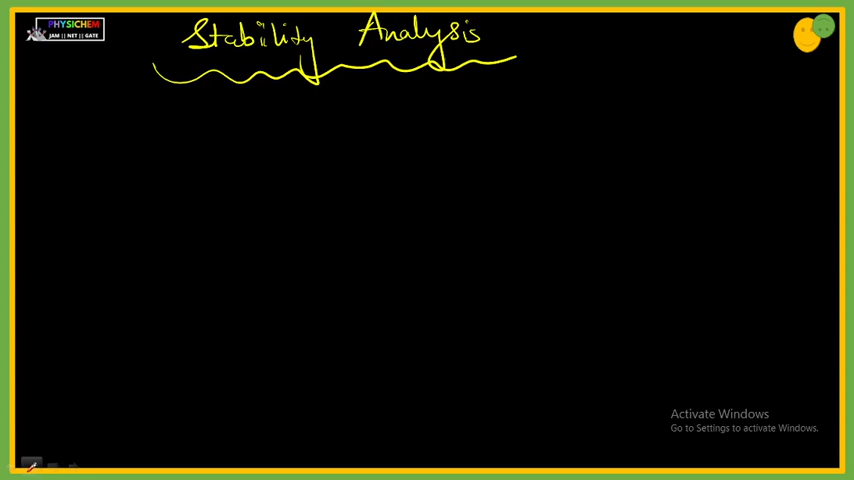 PHYSICHEM
JAM || NET || GATE
Stability Analysis
Activate Windows
Go to Settings to activate Windows.